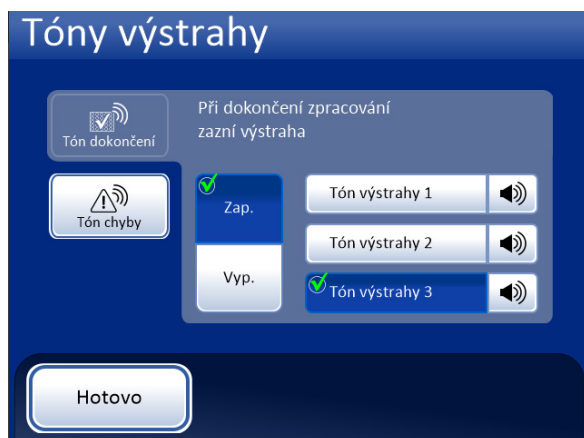 Tóny výstrahy
Tón dokončení
Při dokončení zpracování
zazní výstraha
Tón chyby
Zap.
Vyp.
Tón výstrahy 1
Tón výstrahy 2
Tón výstrahy 3
Hotovo